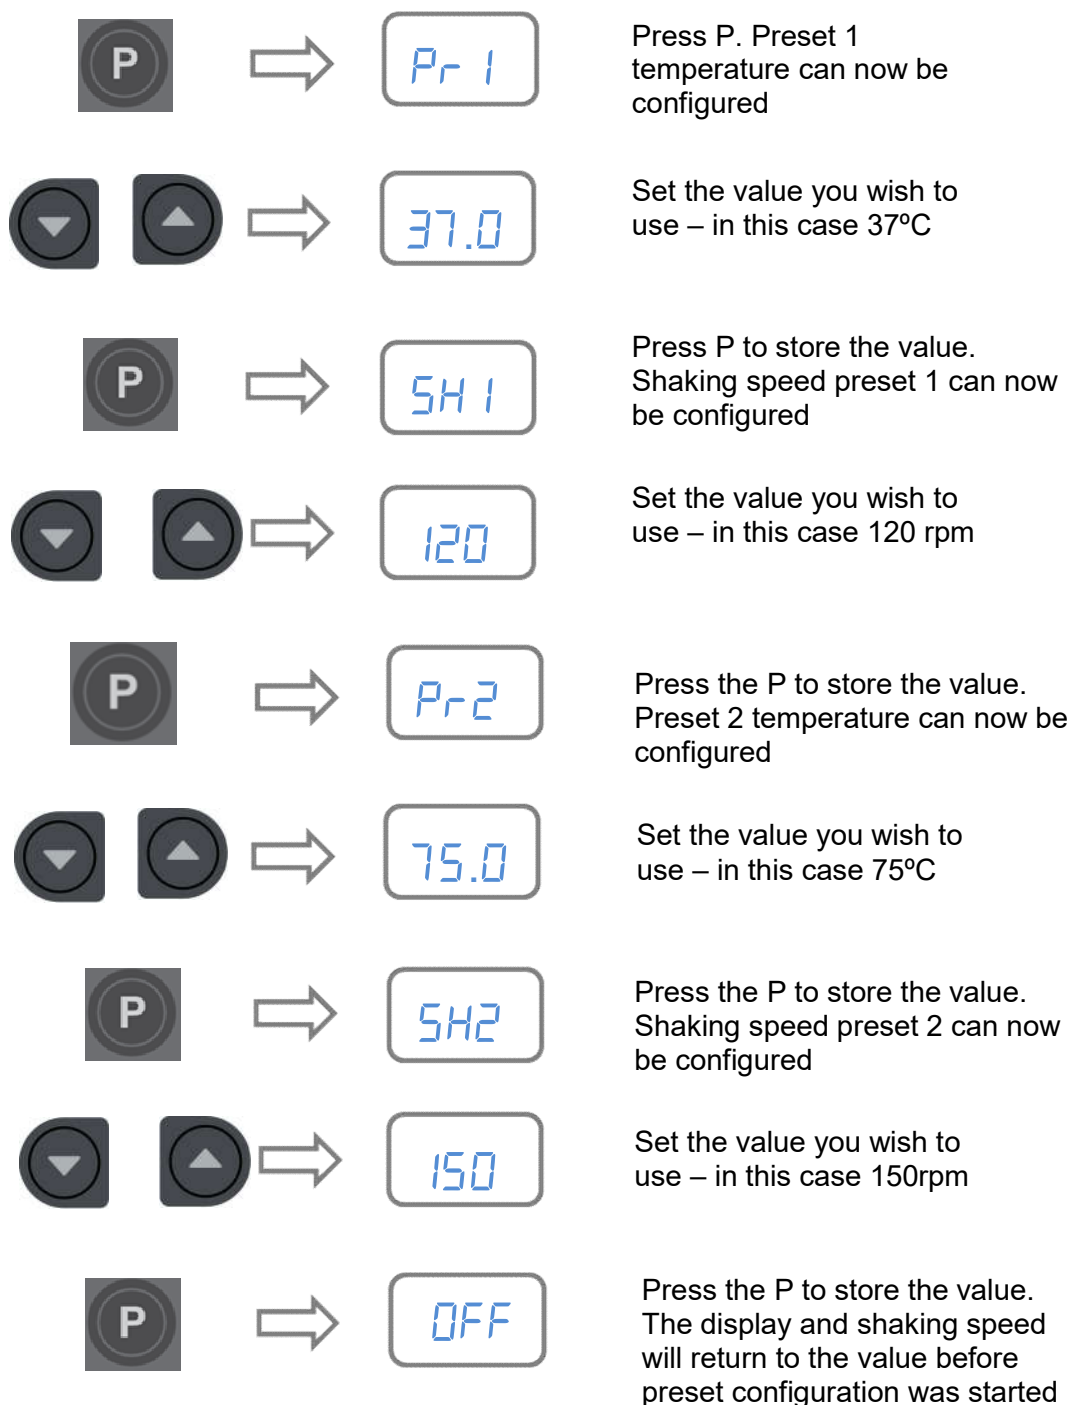 P
Pr 1
Press P. Preset 1
temperature can now be
configured
37.0
Set the value you wish to
use – in this case 37ºC
P
SH 1
Press P to store the value.
Shaking speed preset 1 can now
be configured
120
Set the value you wish to
use – in this case 120 rpm
P
Pr2
Press the P to store the value.
Preset 2 temperature can now be
configured
75.0
Set the value you wish to
use – in this case 75ºC
P
SH2
Press the P to store the value.
Shaking speed preset 2 can now
be configured
150
Set the value you wish to
use – in this case 150rpm
P
OFF
Press the P to store the value.
The display and shaking speed
will return to the value before
preset configuration was started